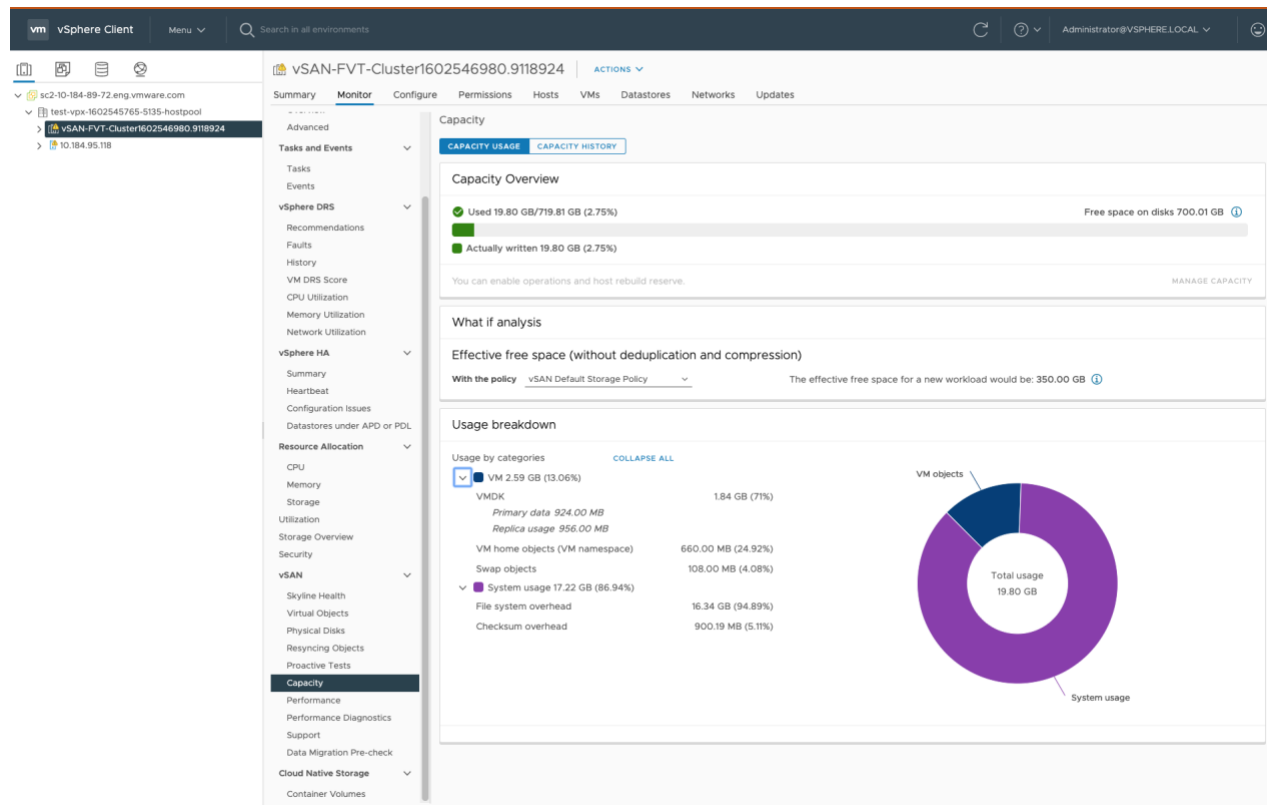 vm vSphere Client Menu Search in all environments Administrator@VSPHERE.LOCAL
sc2-10-184-89-72.eng.vmware.com
test-vpx-1602545765-5135-hostpool
vSAN-FVT-Cluster1602546980.9118924
10.184.95.118
vSAN-FVT-Cluster1602546980.9118924 ACTIONS
Summary Monitor Configure Permissions Hosts VMs Datastores Networks Updates
Advanced
Tasks and Events
Tasks
Events
vSphere DRS
Recommendations
Faults
History
VM DRS Score
CPU Utilization
Memory Utilization
Network Utilization
vSphere HA
Summary
Heartbeat
Configuration Issues
Datastores under APD or PDL
Resource Allocation
CPU
Memory
Storage
Utilization
Storage Overview
Security
vSAN
Skyline Health
Virtual Objects
Physical Disks
Resyncing Objects
Proactive Tests
Capacity
Performance
Performance Diagnostics
Support
Data Migration Pre-check
Cloud Native Storage
Container Volumes
Capacity
CAPACITY USAGE CAPACITY HISTORY
Capacity Overview
Used 19.80 GB/719.81 GB (2.75%) Free space on disks 700.01 GB
Actually written 19.80 GB (2.75%)
You can enable operations and host rebuild reserve. MANAGE CAPACITY
What if analysis
Effective free space (without deduplication and compression)
With the policy vSAN Default Storage Policy The effective free space for a new workload would be: 350.00 GB
Usage breakdown
Usage by categories COLLAPSE ALL
VM 2.59 GB (13.06%)
VMDK 1.84 GB (71%)
Primary data 924.00 MB
Replica usage 956.00 MB
VM home objects (VM namespace) 660.00 MB (24.92%)
Swap objects 108.00 MB (4.08%)
System usage 17.22 GB (86.94%)
File system overhead 16.34 GB (94.89%)
Checksum overhead 900.19 MB (5.11%)
VM objects
Total usage
19.80 GB
System usage